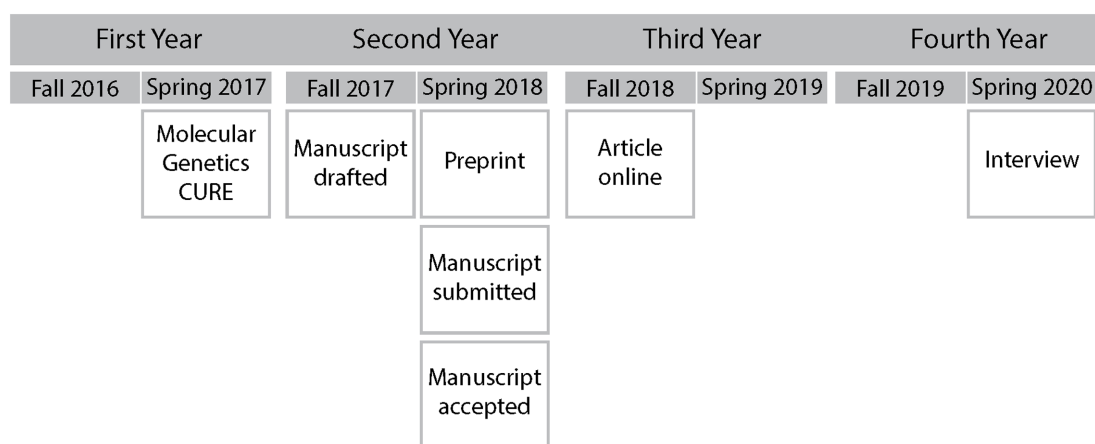 First Year Second Year Third Year Fourth Year
Fall 2016 Spring 2017 Fall 2017 Spring 2018 Fall 2018 Spring 2019 Fall 2019 Spring 2020
Molecular
Genetics
CURE
Manuscript
drafted
Preprint
Article
online
Interview
Manuscript
submitted
Manuscript
accepted